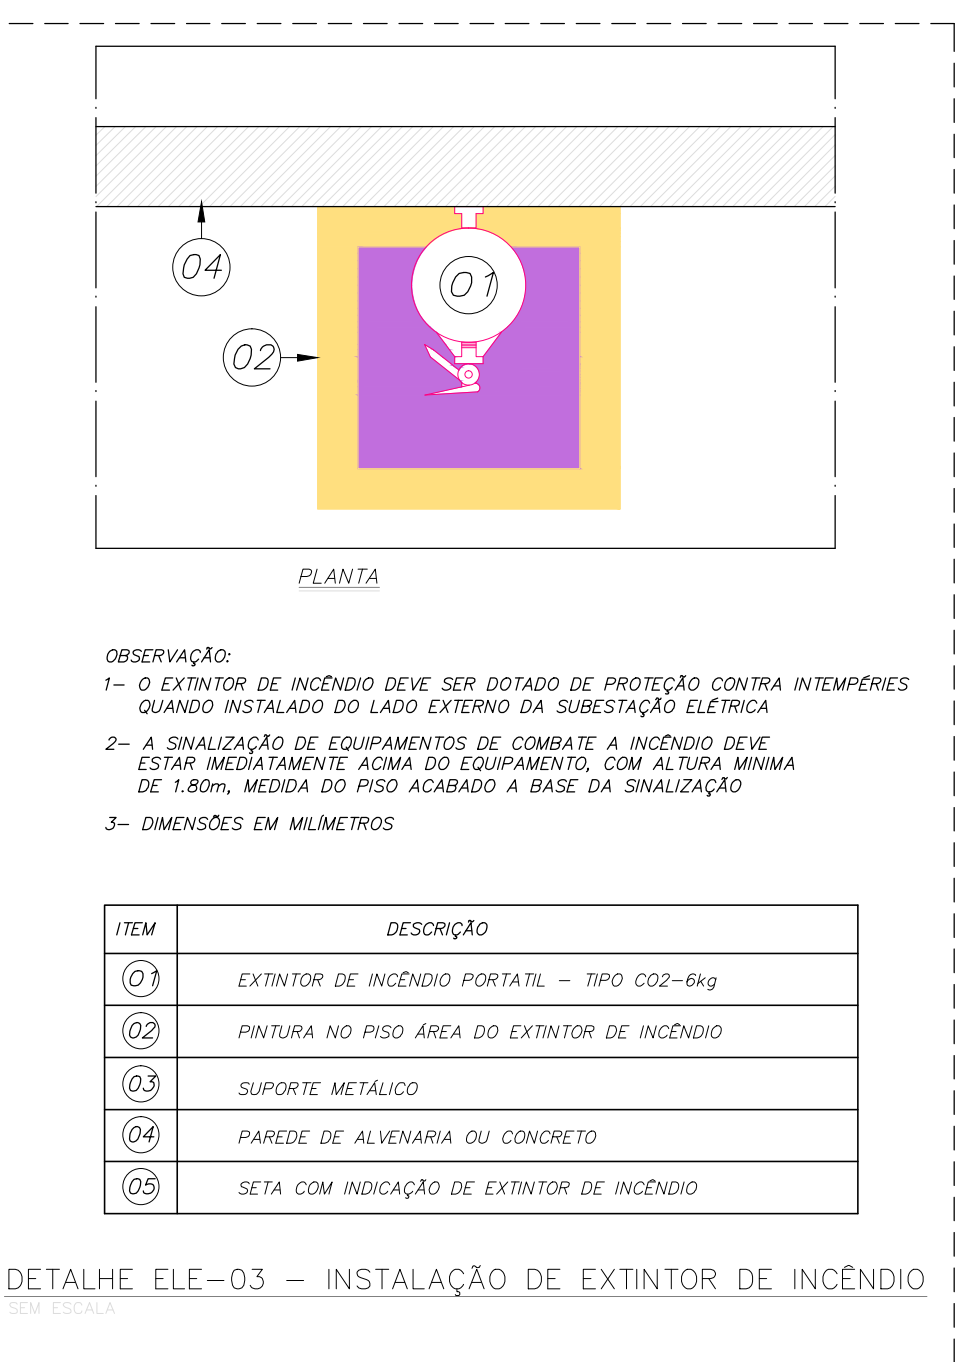 04
01
02
PLANTA
OBSERVAÇÃO:
1– O EXTINTOR DE INCÊNDIO DEVE SER DOTADO DE PROTEÇÃO CONTRA INTEMPÉRIES
QUANDO INSTALADO DO LADO EXTERNO DA SUBESTAÇÃO ELÉTRICA
2– A SINALIZAÇÃO DE EQUIPAMENTOS DE COMBATE A INCÊNDIO DEVE
ESTAR IMEDIATAMENTE ACIMA DO EQUIPAMENTO, COM ALTURA MINIMA
DE 1.80m, MEDIDA DO PISO ACABADO A BASE DA SINALIZAÇÃO
3– DIMENSÕES EM MILÍMETROS
ITEM DESCRIÇÃO
01 EXTINTOR DE INCÊNDIO PORTATIL – TIPO CO2–6kg
02 PINTURA NO PISO ÁREA DO EXTINTOR DE INCÊNDIO
03 SUPORTE METÁLICO
04 PAREDE DE ALVENARIA OU CONCRETO
05 SETA COM INDICAÇÃO DE EXTINTOR DE INCÊNDIO
DETALHE ELE–03 – INSTALAÇÃO DE EXTINTOR DE INCÊNDIO
SEM ESCALA